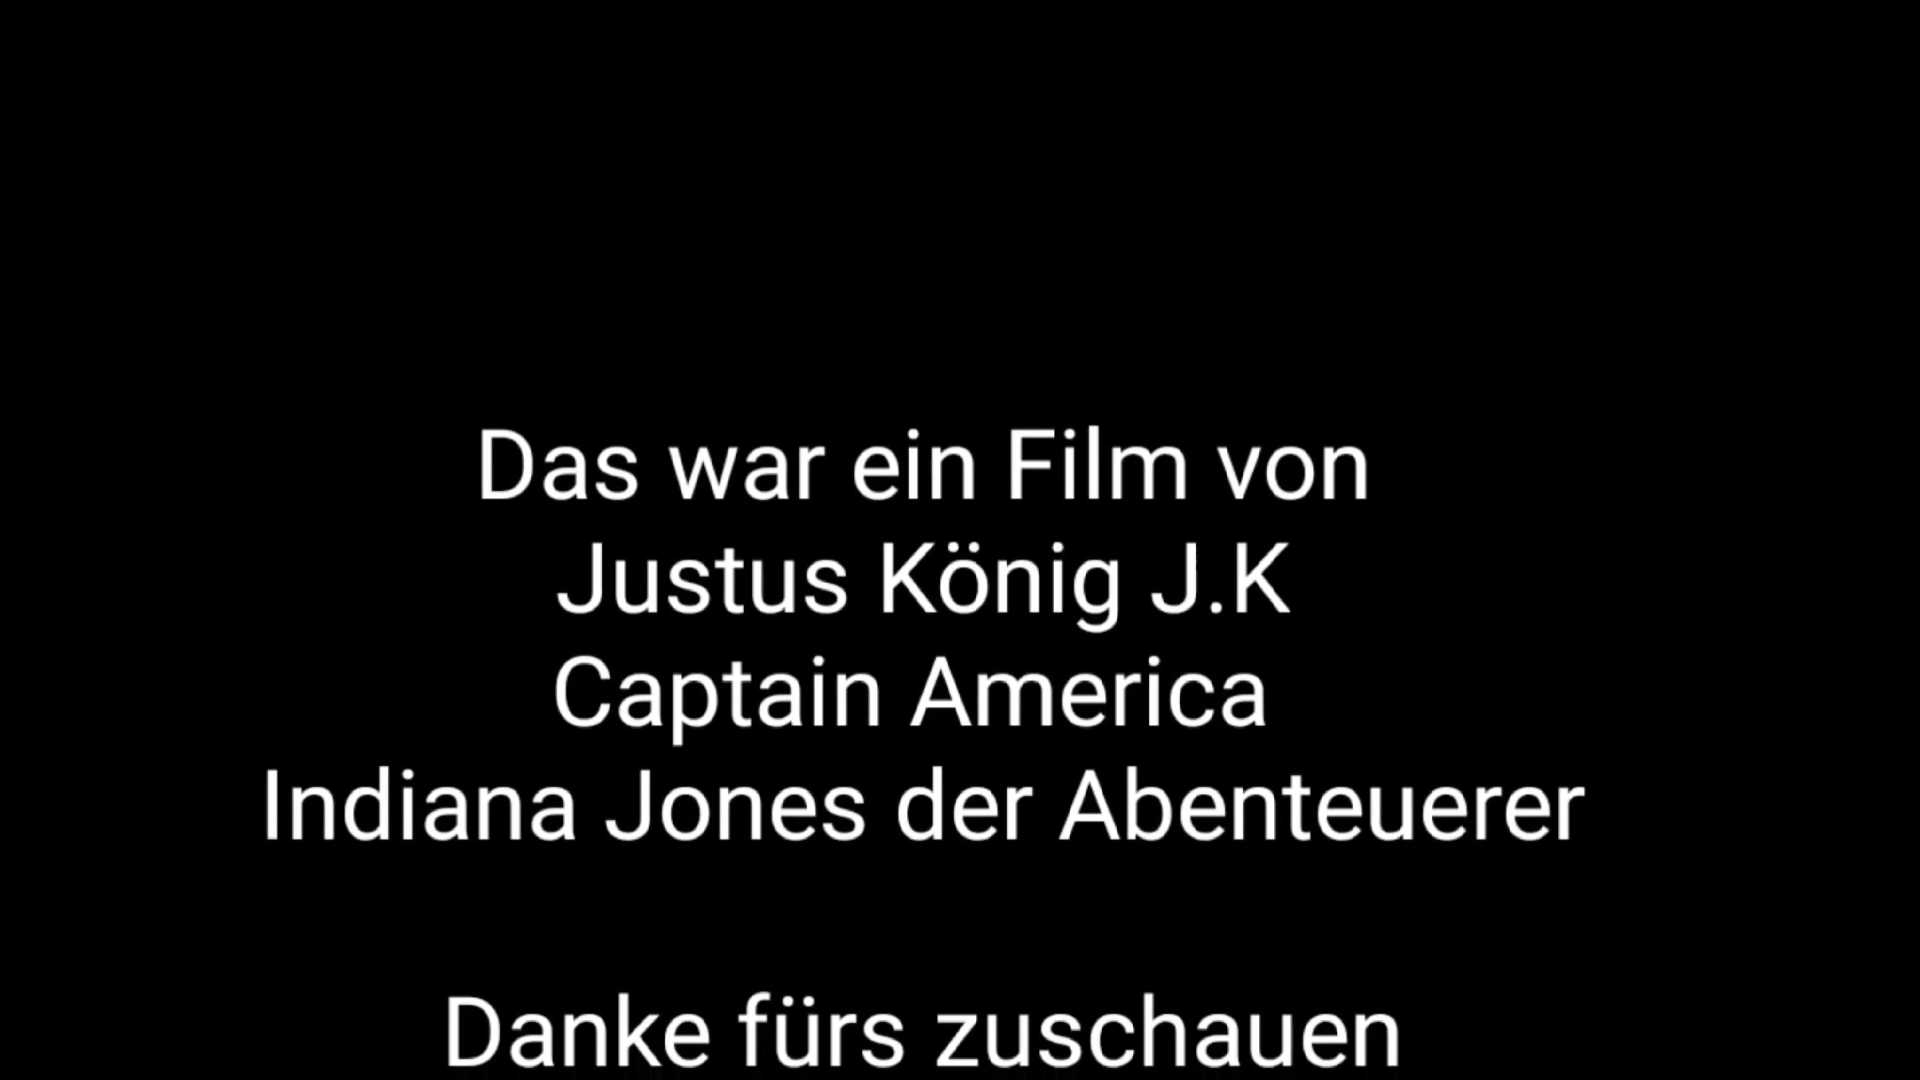 Das war ein Film von
Justus König J.K
Captain America
Indiana Jones der Abenteuerer
Danke fürs zuschauen